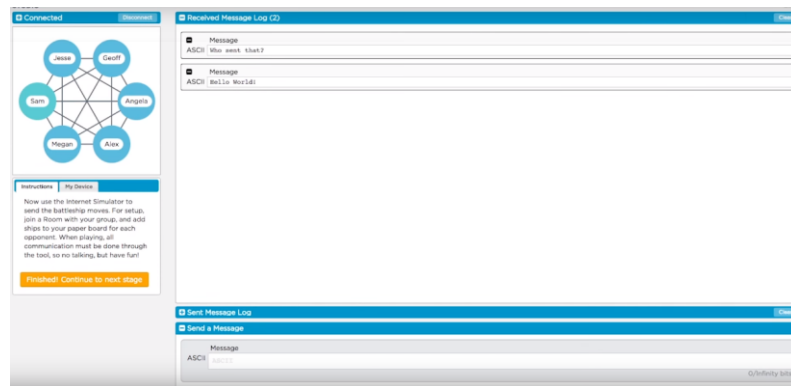 Connected
Disconnect
Jesse
Geoff
Sam
Angela
Megan
Alex
Instructions
My Device
Now use the Internet Simulator to
send the battleship moves. For setup,
join a Room with your group, and add
ships to your paper board for each
opponent. When playing, all
communication must be done through
the tool, so no talking, but have fun!
Finished! Continue to next stage
Received Message Log (2)
Message
ASCII Who sent that?
Message
ASCII Hello World!
Sent Message Log
Send a Message
Message
ASCII ASCII
0/Infinity bits